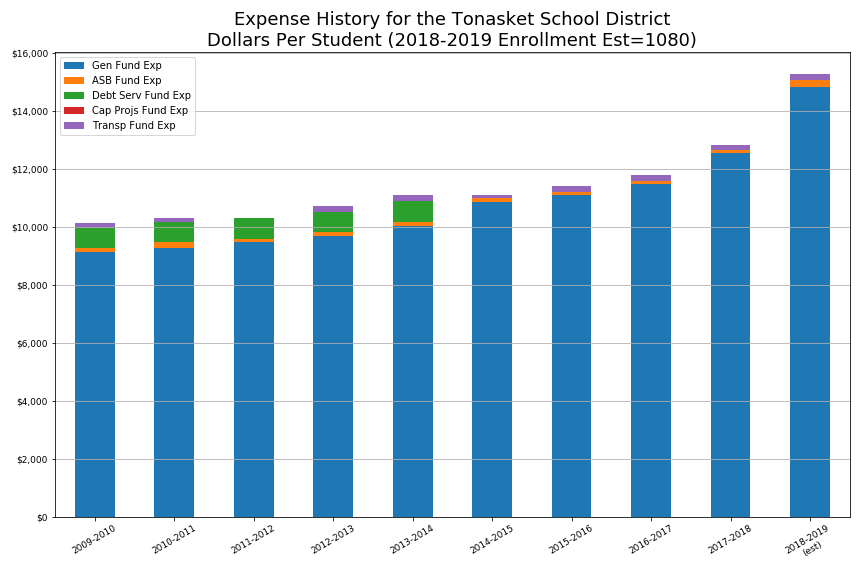 Expense History for the Tonasket School District
Dollars Per Student (2018-2019 Enrollment Est=1080)
Gen Fund Exp
ASB Fund Exp
Debt Serv Fund Exp
Cap Projs Fund Exp
Transp Fund Exp
$16,000
$14,000
$12,000
$10,000
$8,000
$6,000
$4,000
$2,000
$0
2009-2010
2010-2011
2011-2012
2012-2013
2013-2014
2014-2015
2015-2016
2016-2017
2017-2018
2018-2019
(est)